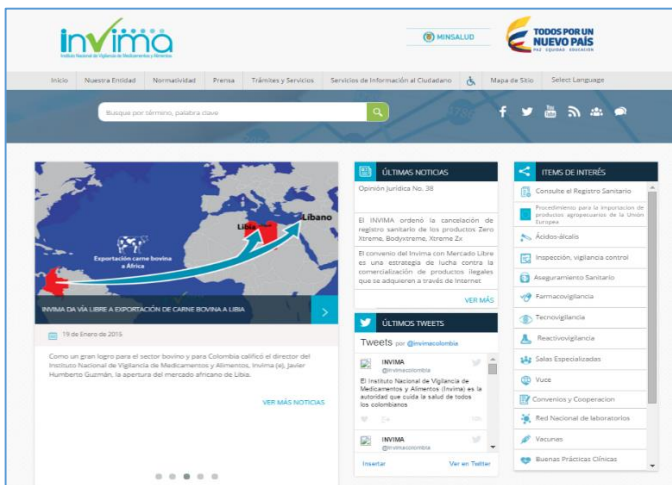 invima
Instituto Nacional de Vigilancia de Medicamentos y Alimentos
MINSALUD
TODOS POR UN
NUEVO PAÍS
PAZ EQUIDAD EDUCACIÓN
Inicio Nuestra Entidad Normatividad Prensa Trámites y Servicios Servicios de Información al Ciudadano Mapa de Sitio Select Language
Busque por término, palabra clave
Líbano
Libia
Exportación carne bovina
a Africa
INVIMA DA VÍA LIBRE A EXPORTACIÓN DE CARNE BOVINA A LIBIA
19 de Enero de 2015
Como un gran logro para el sector bovino y para Colombia calificó el director del
Instituto Nacional de Vigilancia de Medicamentos y Alimentos, Invima (e), Javier
Humberto Guzmán, la apertura del mercado africano de Libia.
VER MÁS NOTICIAS
ÚLTIMAS NOTICIAS
Opinión Jurídica No. 38
El INVIMA ordenó la cancelación de
registro sanitario de los productos Zero
Xtreme, Bodyxtreme, Xtreme Zx
El convenio del Invima con Mercado Libre
es una estrategia de lucha contra la
comercialización de productos ilegales
que se adquieren a través de Internet
VER MÁS
ÚLTIMOS TWEETS
Tweets por @invimacolombia
INVIMA
@invimacolombia
El Instituto Nacional de Vigilancia de
Medicamentos y Alimentos (Invima) es la
autoridad que cuida la salud de todos
los colombianos
INVIMA
@invimacolombia
Insertar Ver en Twitter
ITEMS DE INTERÉS
Consulte el Registro Sanitario
Procedimiento para la importacion de
productos agropecuarios de la Unión
Europea
Ácidos-álcalis
Inspección, vigilancia control
Aseguramiento Sanitario
Farmacovigilancia
Tecnovigilancia
Reactivovigilancia
Salas Especializadas
Vuce
Convenios y Cooperacion
Red Nacional de laboratorios
Vacunas
Buenas Prácticas Clínicas